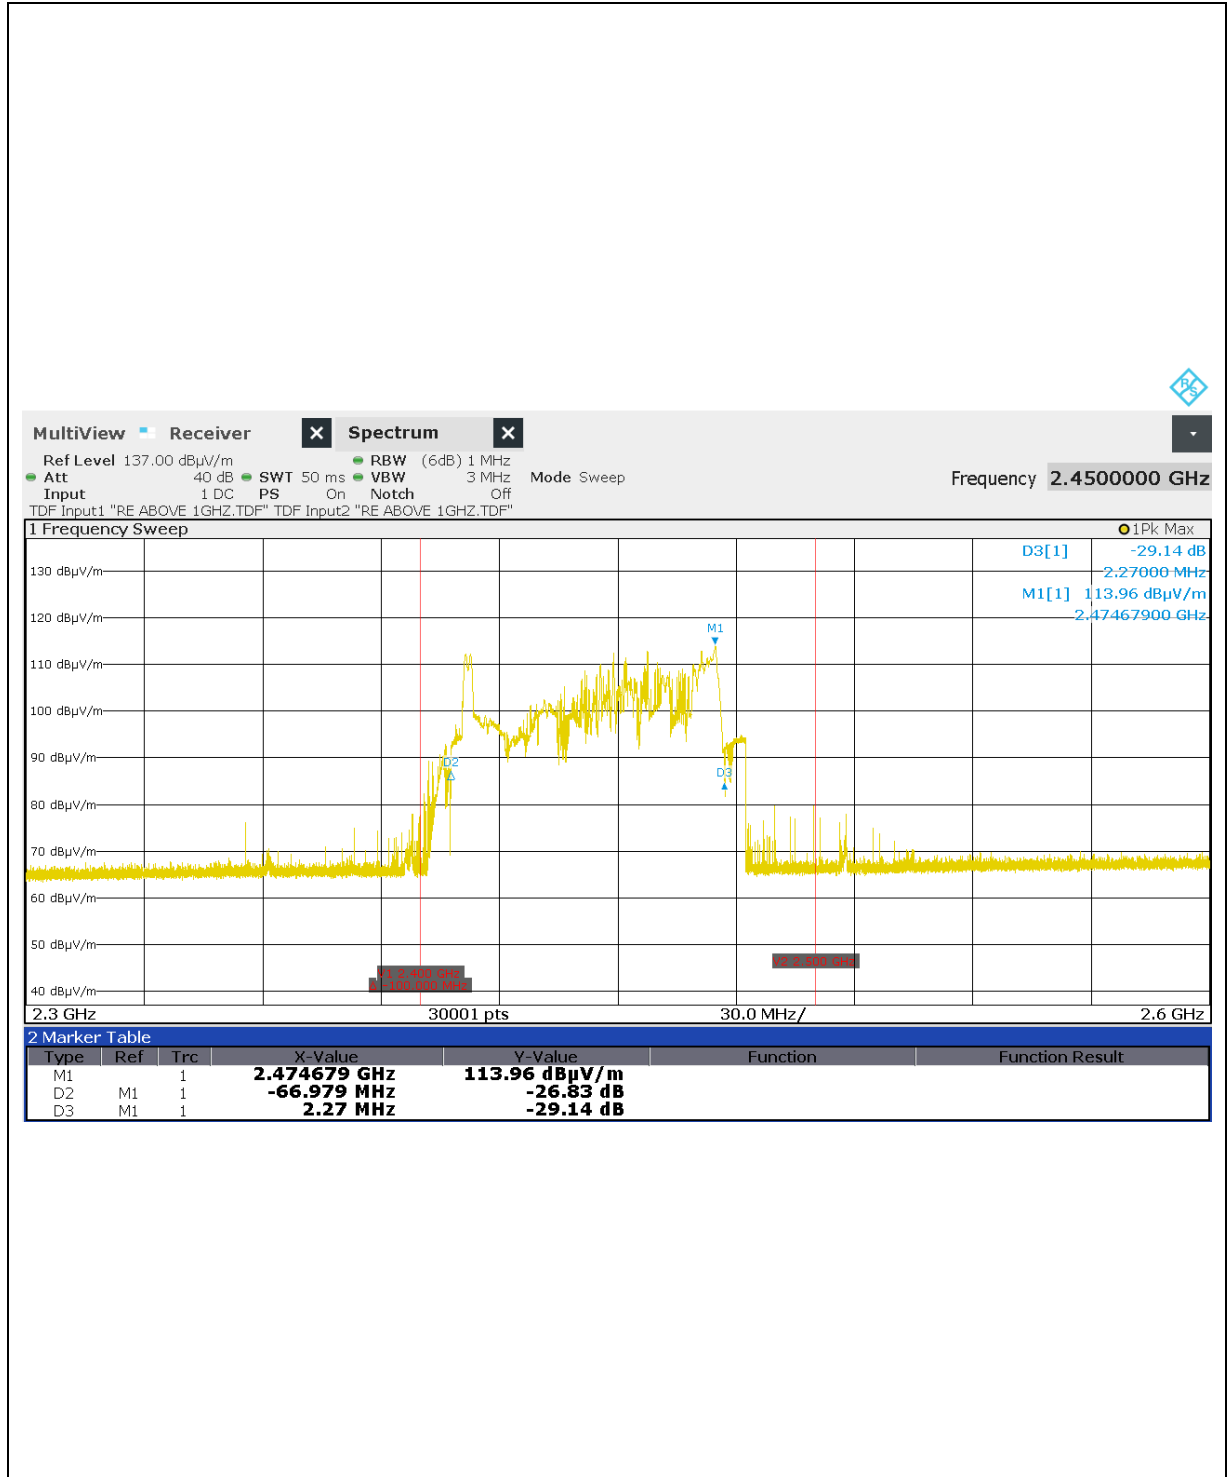 R/S
MultiView Receiver X Spectrum X
Ref Level 137.00 dBµV/m RBW (6dB) 1 MHz
Att 40 dB SWT 50 ms VBW 3 MHz Mode Sweep Frequency 2.4500000 GHz
Input 1 DC PS On Notch Off
TDF Input1 "RE ABOVE 1GHZ.TDF" TDF Input2 "RE ABOVE 1GHZ.TDF"
1 Frequency Sweep 1Pk Max
D3[1] -29.14 dB
2.27000 MHz
M1[1] 113.96 dBµV/m
2.47467900 GHz
130 dBµV/m
120 dBµV/m
M1
110 dBµV/m
100 dBµV/m
90 dBµV/m
D2
D3
80 dBµV/m
70 dBµV/m
60 dBµV/m
50 dBµV/m
V2 2.500 GHz
V1 2.400 GHz
Δ -100.000 MHz
40 dBµV/m
2.3 GHz 30001 pts 30.0 MHz/ 2.6 GHz
2 Marker Table
Type Ref Trc X-Value Y-Value Function Function Result
M1 1 2.474679 GHz 113.96 dBµV/m
D2 M1 1 -66.979 MHz -26.83 dB
D3 M1 1 2.27 MHz -29.14 dB